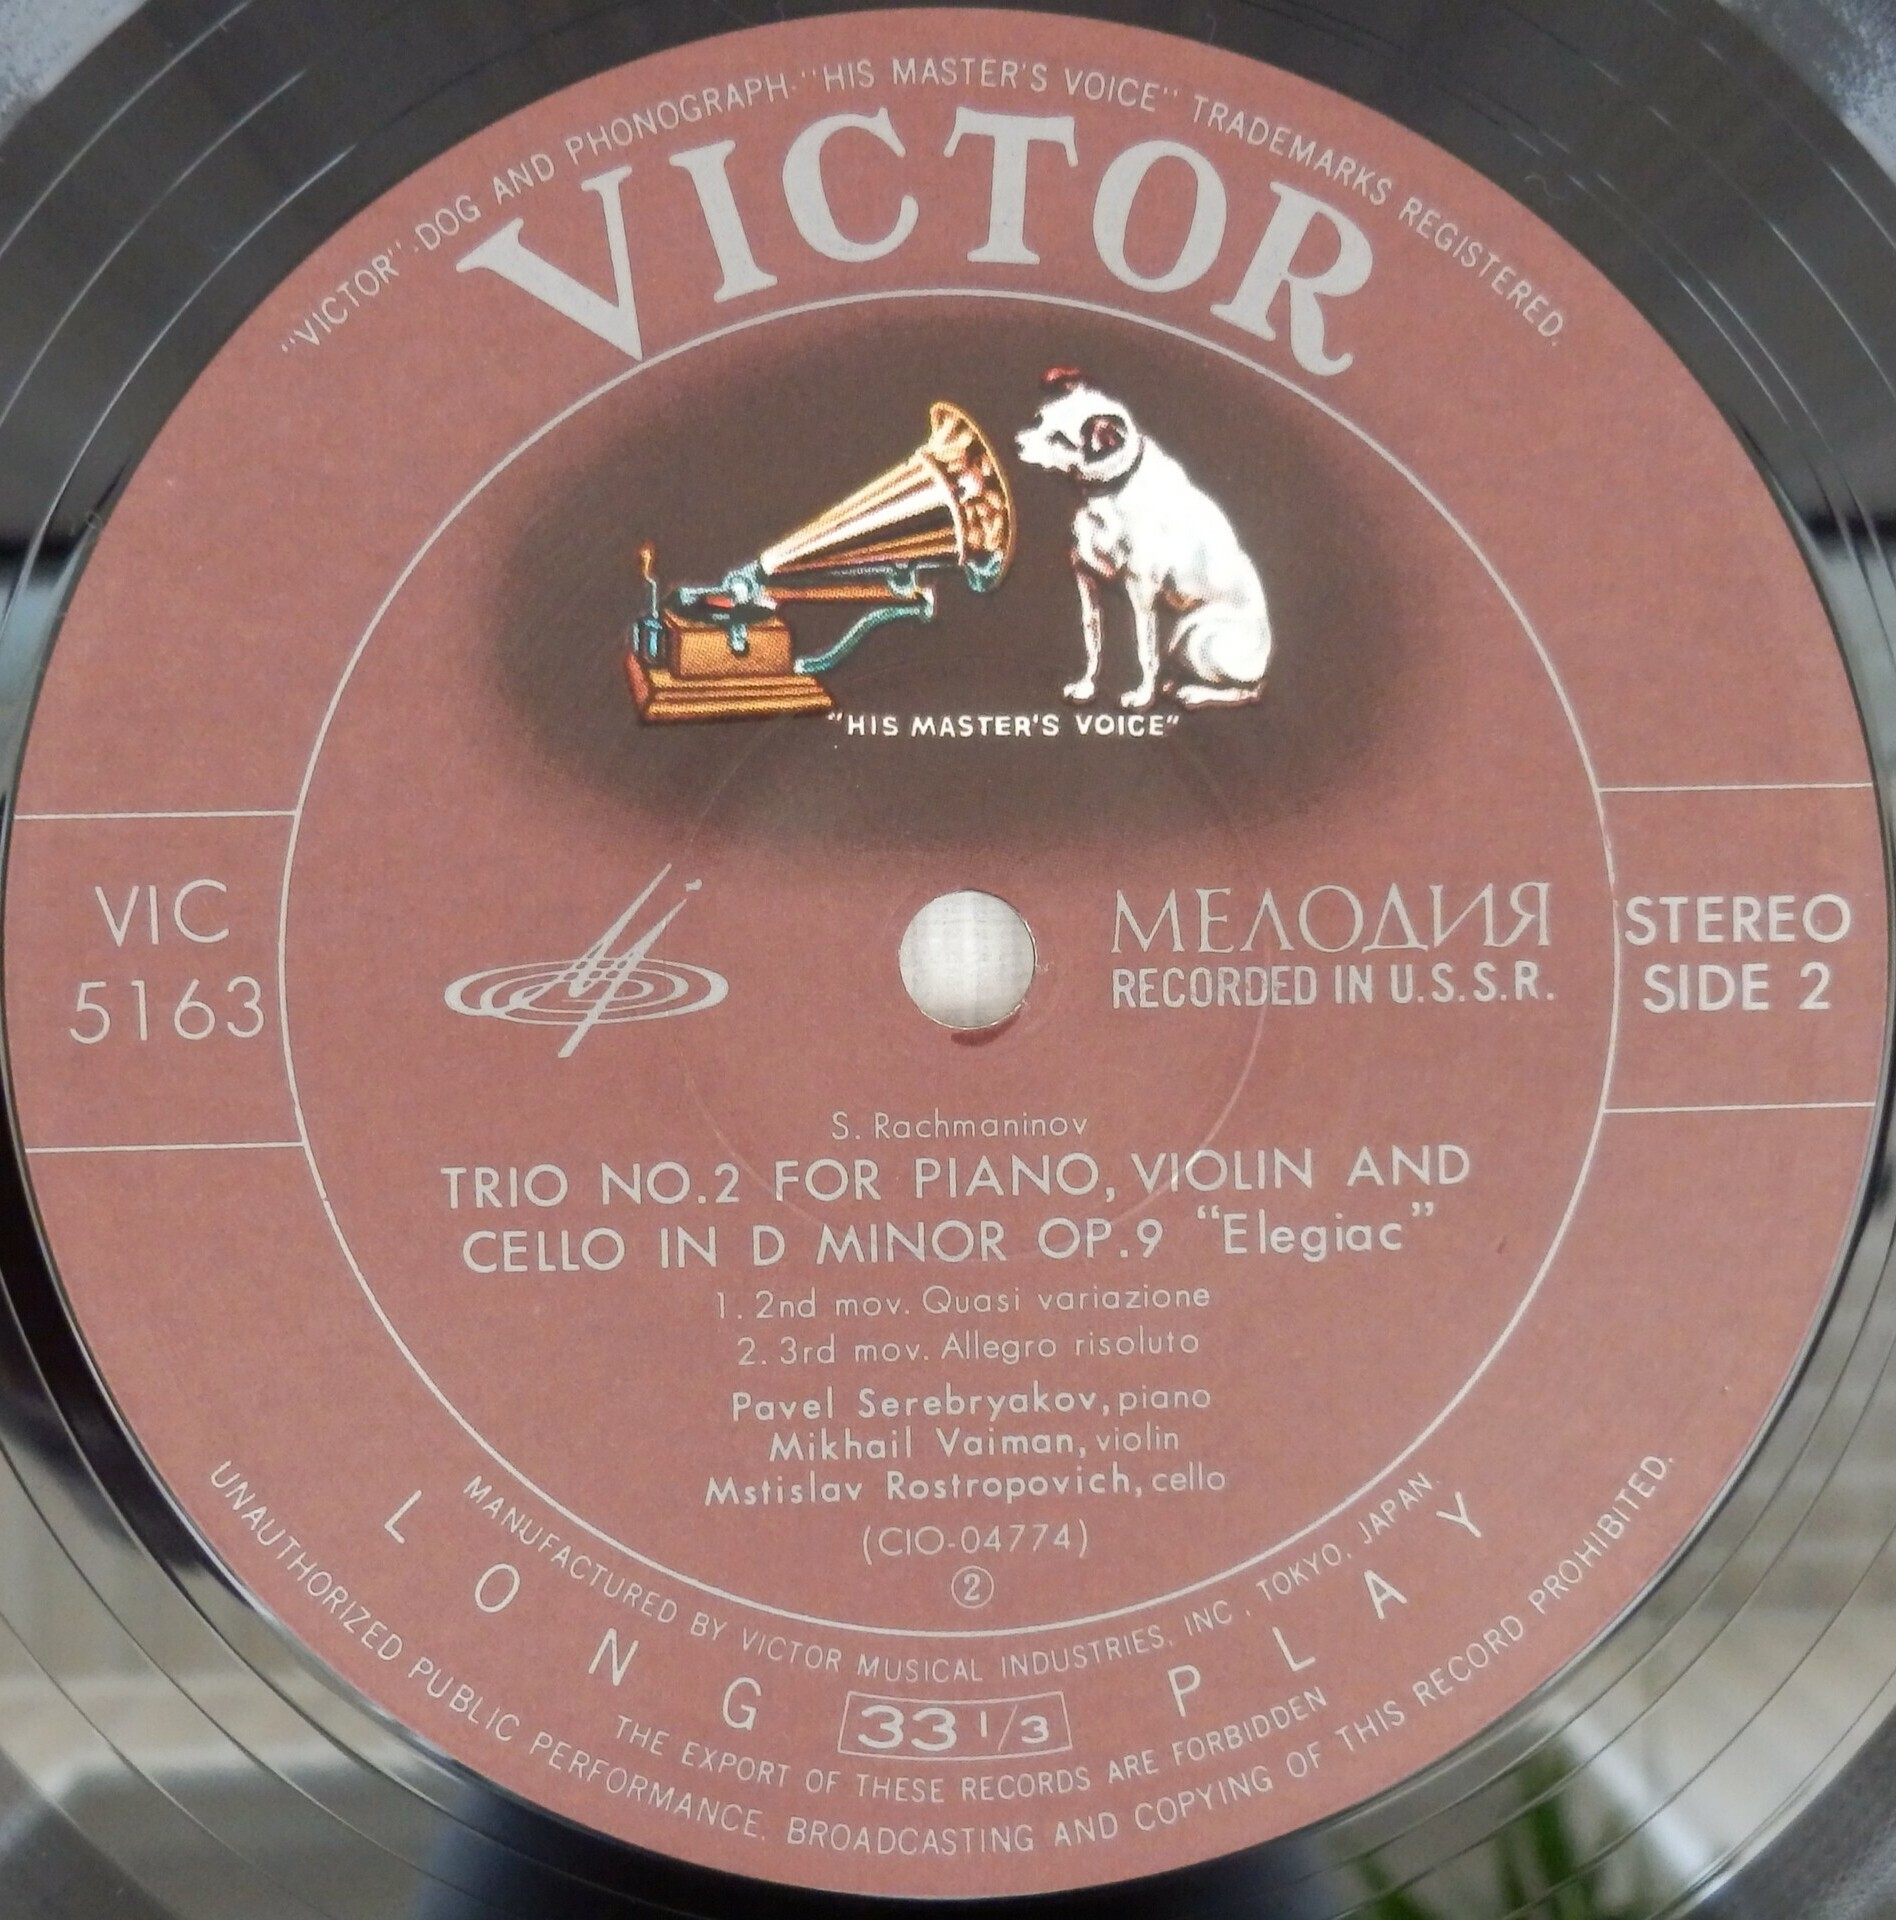 "VICTOR"·DOG AND PHONOGRAPH·"HIS MASTER'S VOICE" TRADEMARKS REGISTERED.
VICTOR
"HIS MASTER'S VOICE"
VIC
5163
МЕЛОДИЯ
RECORDED IN U.S.S.R.
STEREO
SIDE 2
S. Rachmaninov
TRIO NO.2 FOR PIANO, VIOLIN AND
CELLO IN D MINOR OP.9 “Elegiac”
1. 2nd mov. Quasi variazione
2. 3rd mov. Allegro risoluto
Pavel Serebryakov, piano
Mikhail Vaiman, violin
Mstislav Rostropovich, cello
(CIO-04774)
②
MANUFACTURED BY VICTOR MUSICAL INDUSTRIES, INC., TOKYO, JAPAN.
LONG PLAY
33 1/3
THE EXPORT OF THESE RECORDS ARE FORBIDDEN
UNAUTHORIZED PUBLIC PERFORMANCE, BROADCASTING AND COPYING OF THIS RECORD PROHIBITED.